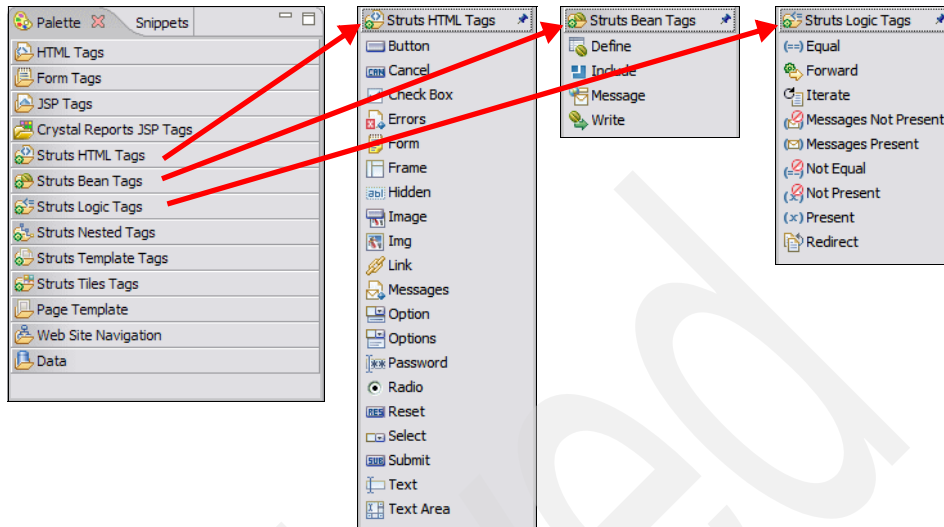 Palette Snippets
HTML Tags
Form Tags
JSP Tags
Crystal Reports JSP Tags
Struts HTML Tags
Struts Bean Tags
Struts Logic Tags
Struts Nested Tags
Struts Template Tags
Struts Tiles Tags
Page Template
Web Site Navigation
Data
Struts HTML Tags
Button
Cancel
Check Box
Errors
Form
Frame
Hidden
Image
Img
Link
Messages
Option
Options
Password
Radio
Reset
Select
Submit
Text
Text Area
Struts Bean Tags
Define
Include
Message
Write
Struts Logic Tags
Equal
Forward
Iterate
Messages Not Present
Messages Present
Not Equal
Not Present
Present
Redirect